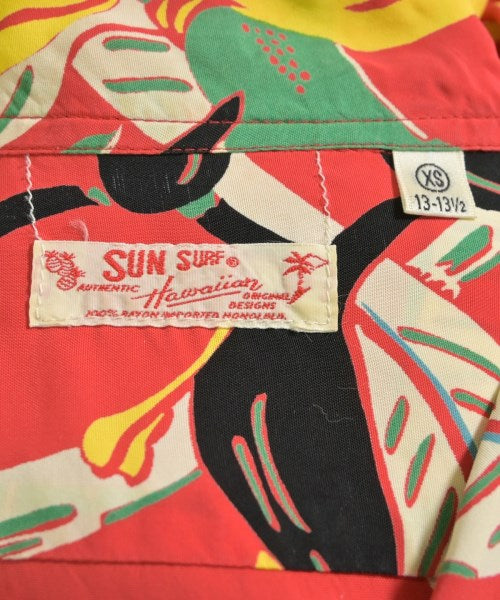 XS
13-13½
SUN SURF®
AUTHENTIC Hawaiian ORIGINAL
DESIGNS
100% RAYON IMPORTED HONOLULU.